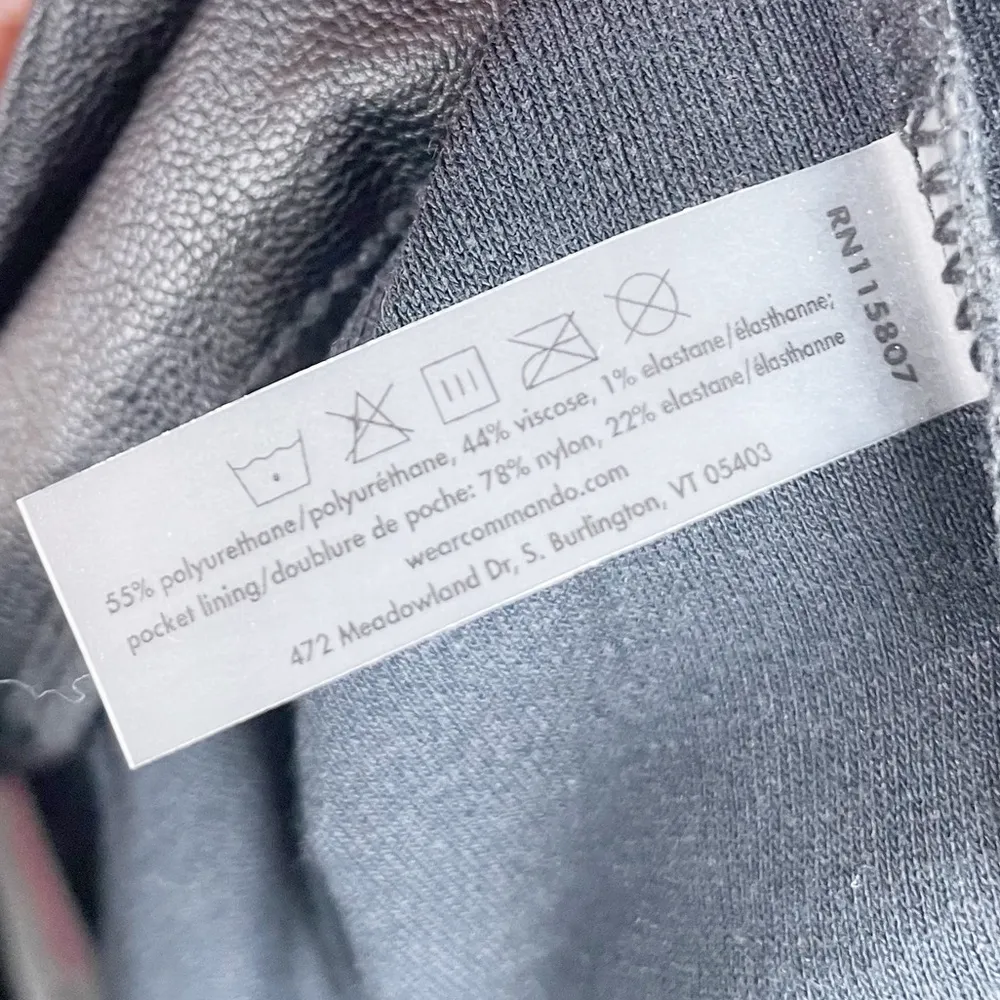 55% polyurethane/polyuréthane, 44% viscose, 1% elastane/élasthanne;
pocket lining/doublure de poche: 78% nylon, 22% elastane/élasthanne
wearcommando.com
472 Meadowland Dr, S. Burlington, VT 05403
RN115807